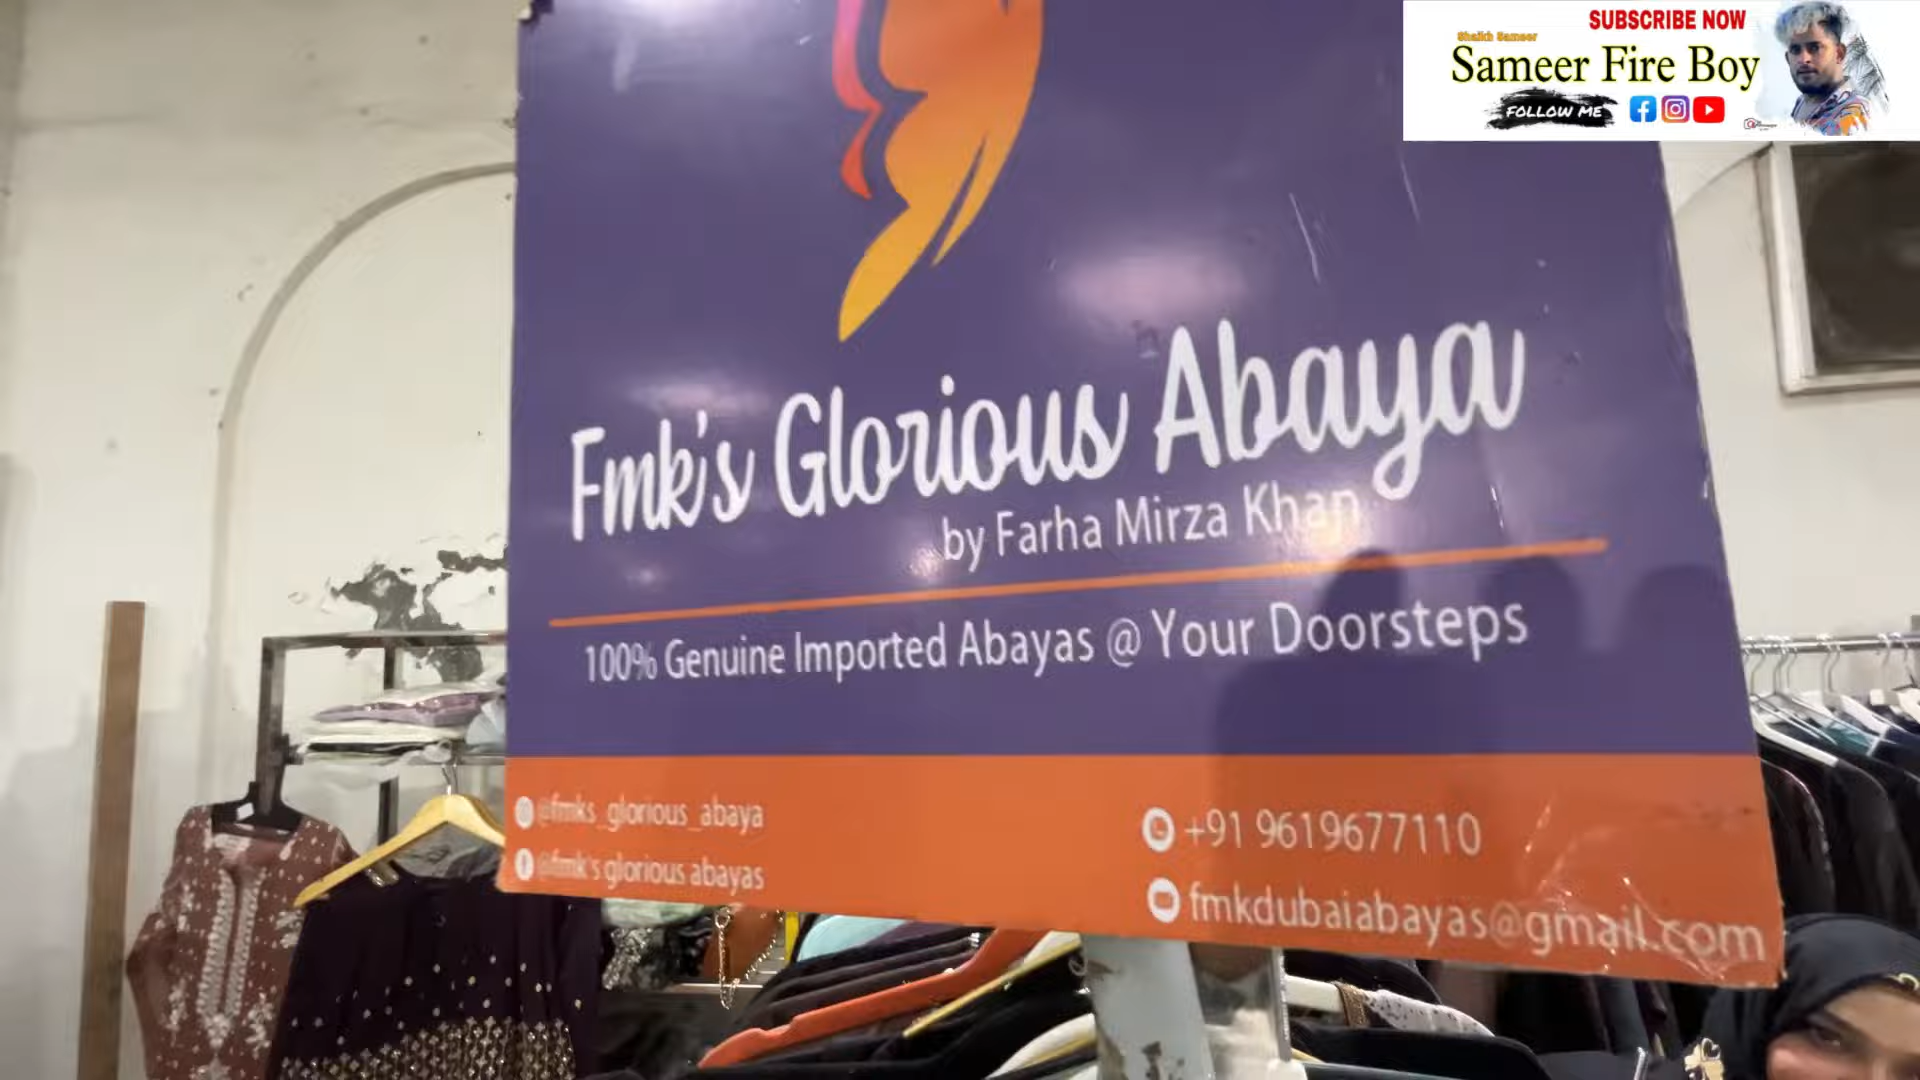 SUBSCRIBE NOW
Shaikh Sameer
Sameer Fire Boy
FOLLOW ME
Fmk's Glorious Abaya
by Farha Mirza Khan
100% Genuine Imported Abayas @ Your Doorsteps
@fmks_glorious_abaya
+91 9619677110
@fmk's glorious abayas
fmkdubaiabayas@gmail.com